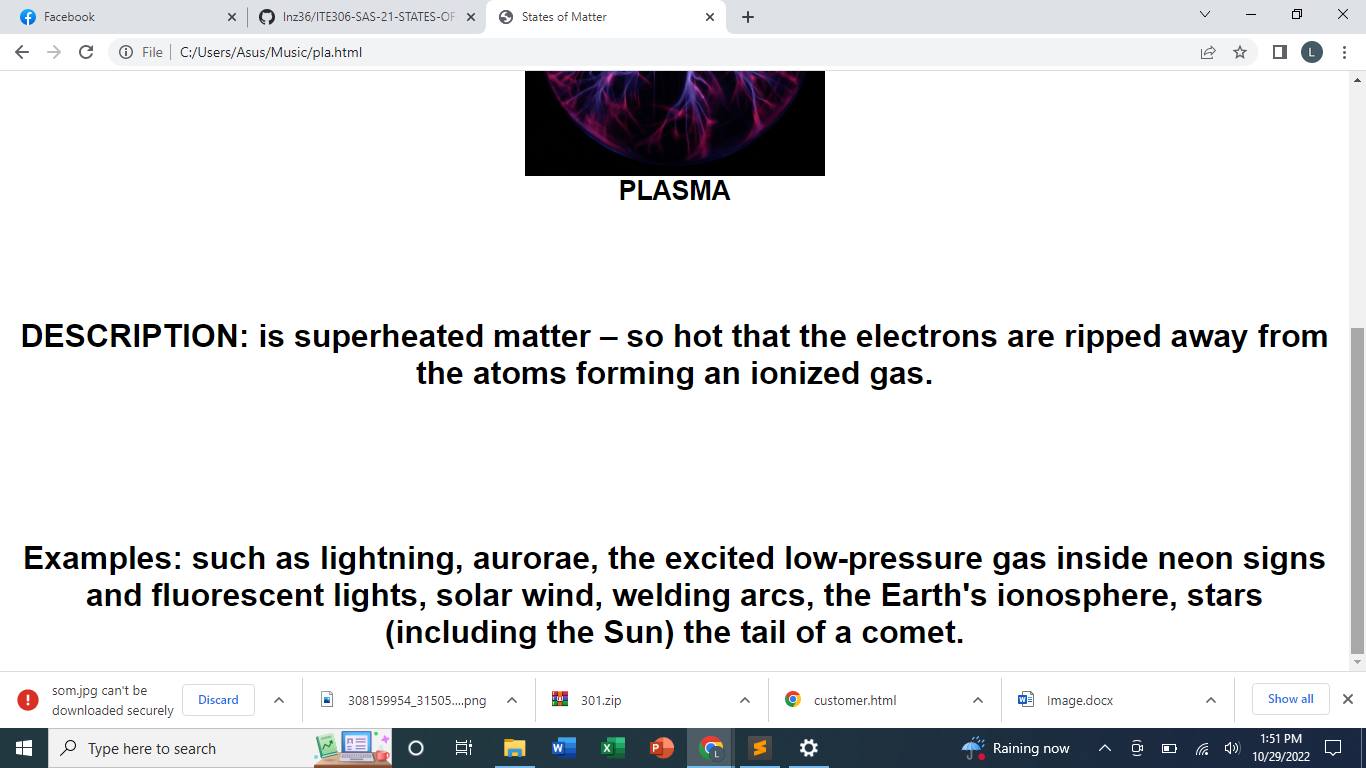 Facebook
Inz36/ITE306-SAS-21-STATES-OF
States of Matter
File
C:/Users/Asus/Music/pla.html
L
PLASMA
DESCRIPTION: is superheated matter – so hot that the electrons are ripped away from
the atoms forming an ionized gas.
Examples: such as lightning, aurorae, the excited low-pressure gas inside neon signs
and fluorescent lights, solar wind, welding arcs, the Earth's ionosphere, stars
(including the Sun) the tail of a comet.
som.jpg can't be
downloaded securely
Discard
308159954_31505....png
301.zip
customer.html
Image.docx
Show all
Type here to search
Raining now
1:51 PM
10/29/2022